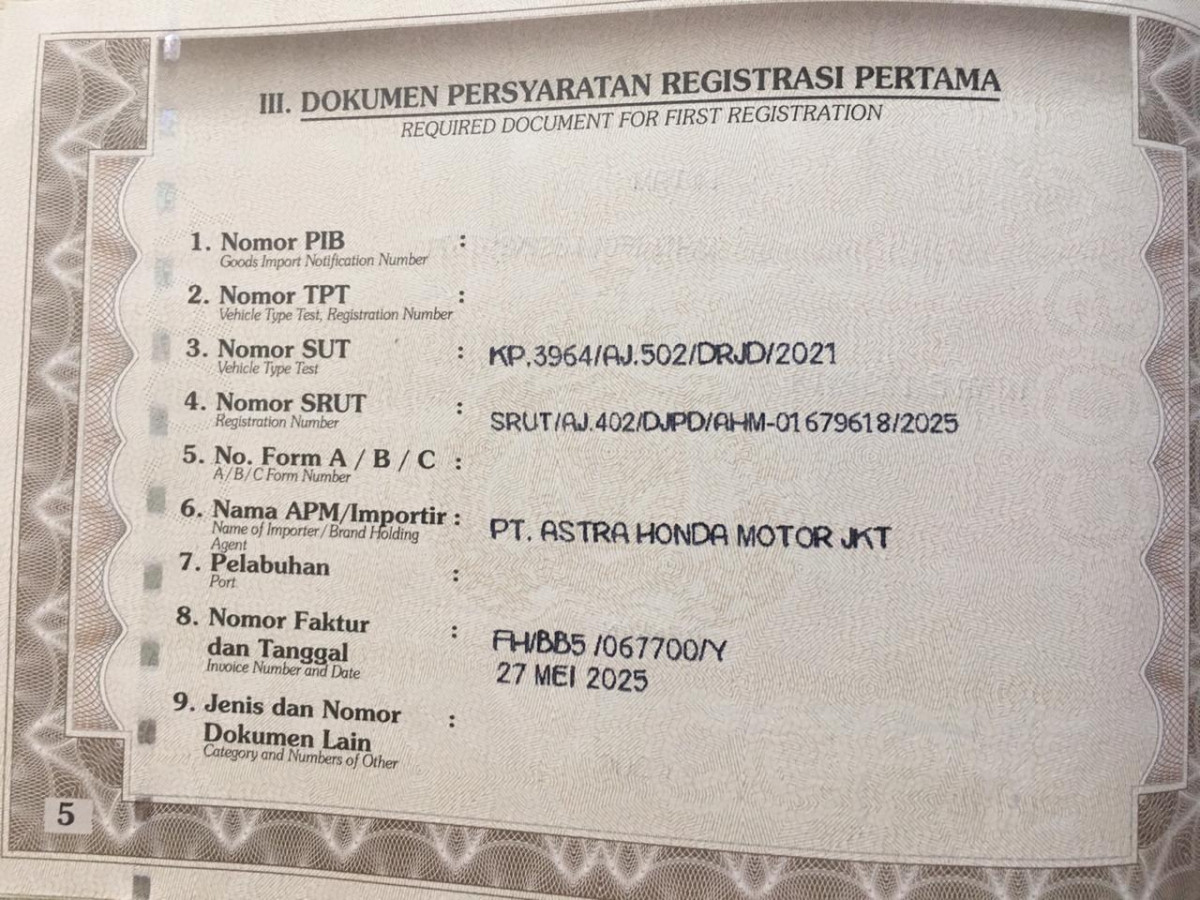 III. DOKUMEN PERSYARATAN REGISTRASI PERTAMA
REQUIRED DOCUMENT FOR FIRST REGISTRATION
1. Nomor PIB :
Goods Import Notification Number
2. Nomor TPT :
Vehicle Type Test, Registration Number
3. Nomor SUT : KP.3964/AJ.502/DRJD/2021
Vehicle Type Test
4. Nomor SRUT : SRUT/AJ.402/DJPD/AHM-01679618/2025
Registration Number
5. No. Form A / B / C :
A/B/C Form Number
6. Nama APM/Importir : PT. ASTRA HONDA MOTOR JKT
Name of Importer / Brand Holding
Agent
7. Pelabuhan :
Port
8. Nomor Faktur : FH/BB5 /067700/Y
dan Tanggal 27 MEI 2025
Invoice Number and Date
9. Jenis dan Nomor :
Dokumen Lain
Category and Numbers of Other
5